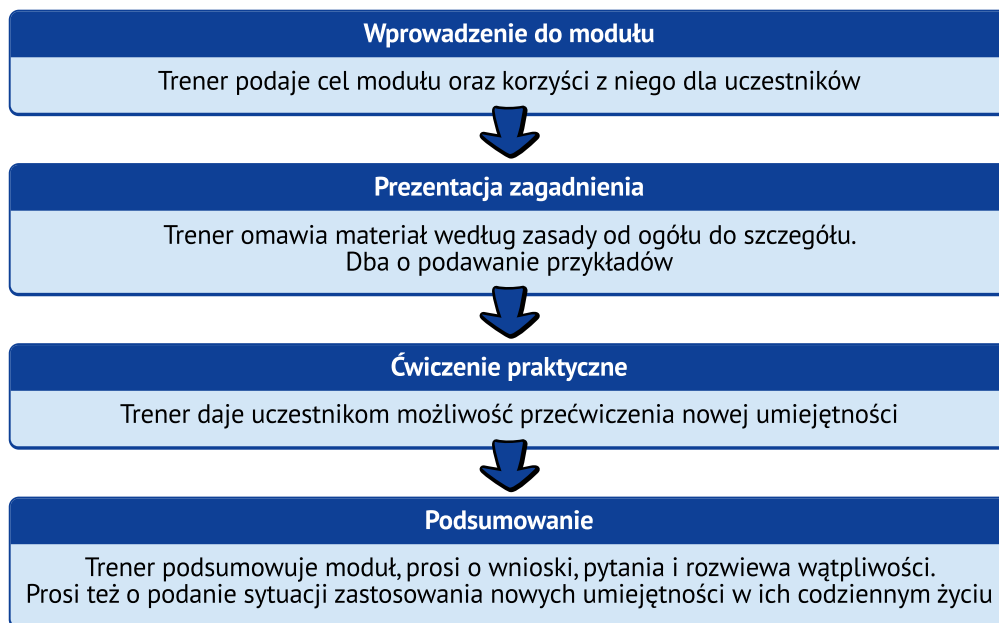 Wprowadzenie do modułu
Trener podaje cel modułu oraz korzyści z niego dla uczestników
Prezentacja zagadnienia
Trener omawia materiał według zasady od ogółu do szczegółu.
Dba o podawanie przykładów
Ćwiczenie praktyczne
Trener daje uczestnikom możliwość przećwiczenia nowej umiejętności
Podsumowanie
Trener podsumowuje moduł, prosi o wnioski, pytania i rozwiewa wątpliwości.
Prosi też o podanie sytuacji zastosowania nowych umiejętności w ich codziennym życiu